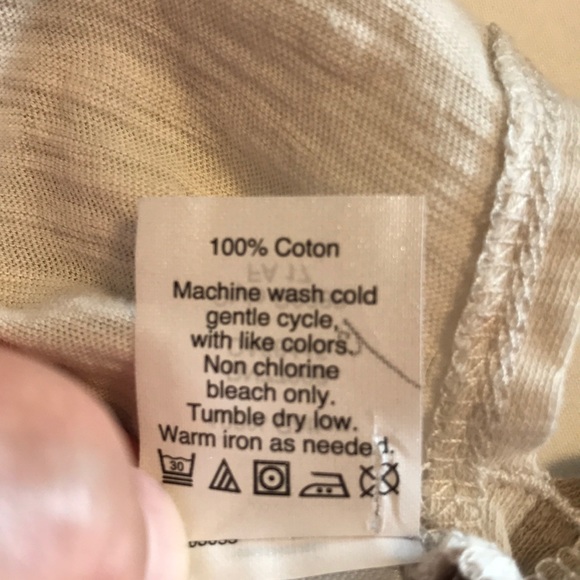 100% Coton
Machine wash cold
gentle cycle,
with like colors.
Non chlorine
bleach only.
Tumble dry low.
Warm iron as needed.
30